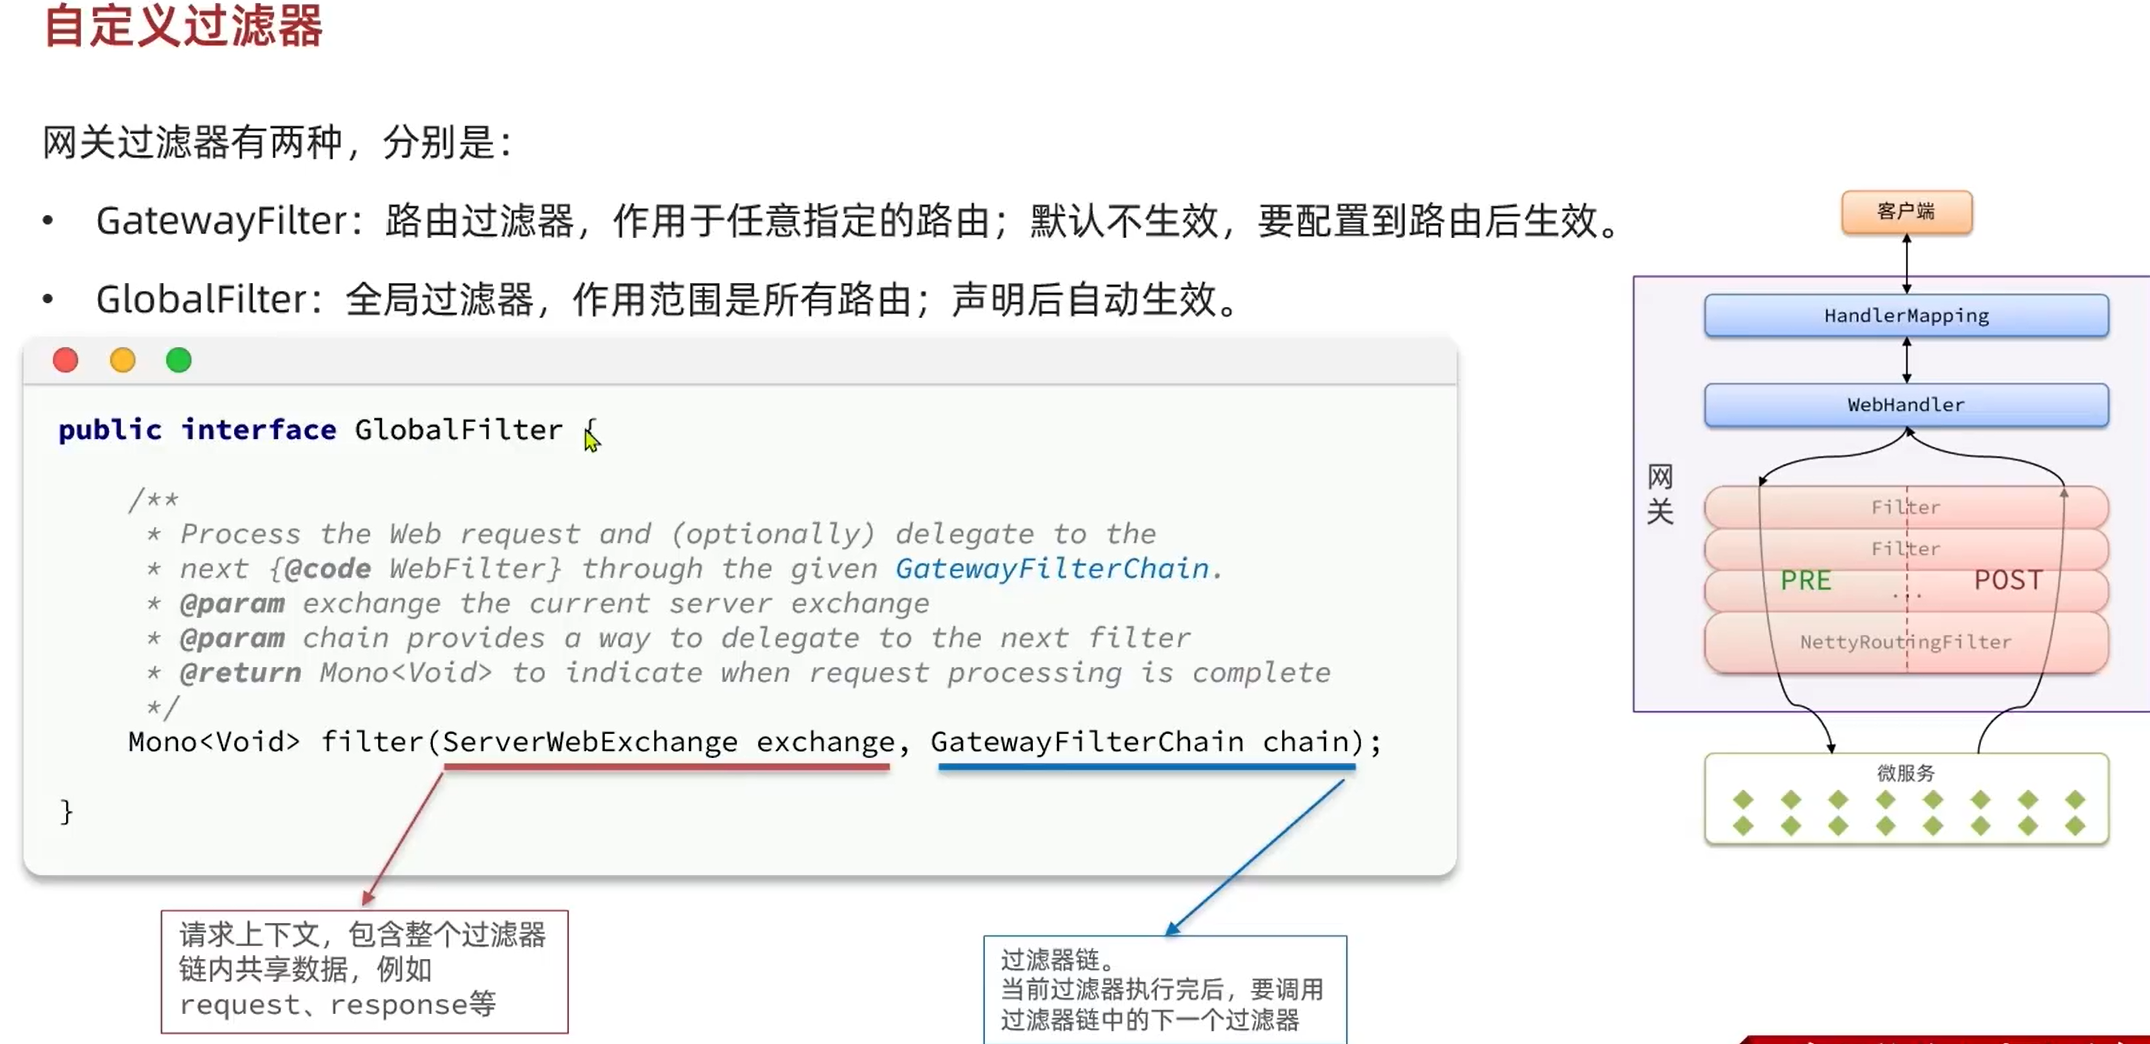 自定义过滤器
网关过滤器有两种，分别是：
• GatewayFilter：路由过滤器，作用于任意指定的路由；默认不生效，要配置到路由后生效。
• GlobalFilter：全局过滤器，作用范围是所有路由；声明后自动生效。
public interface GlobalFilter {
/**
* Process the Web request and (optionally) delegate to the
* next {@code WebFilter} through the given GatewayFilterChain.
* @param exchange the current server exchange
* @param chain provides a way to delegate to the next filter
* @return Mono<Void> to indicate when request processing is complete
*/
Mono<Void> filter(ServerWebExchange exchange, GatewayFilterChain chain);
}
请求上下文，包含整个过滤器
链内共享数据，例如
request、response等
过滤器链。
当前过滤器执行完后，要调用
过滤器链中的下一个过滤器
客户端
HandlerMapping
WebHandler
网关
Filter
Filter
PRE
...
POST
NettyRoutingFilter
微服务